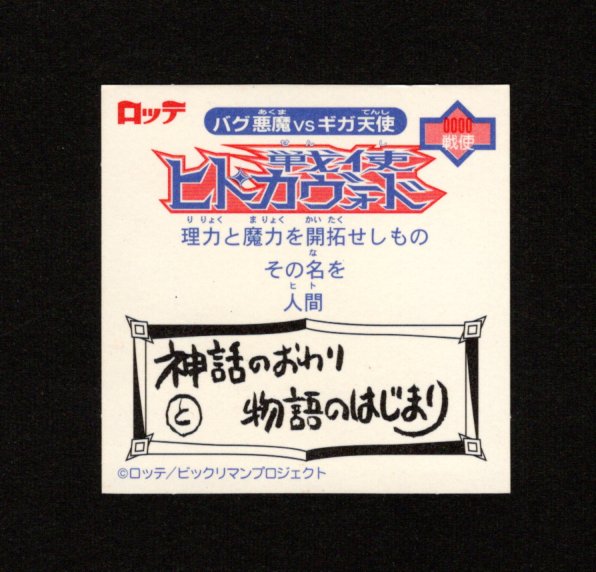 ロッテ
バグ悪魔VSギガ天使
あくま
てんし
0000
戦使
せんし
戦使
ヒトカヴォード
りりょく まりょく かいたく
理力と魔力を開拓せしもの
な
その名を
ヒト
人間
神話のおわり
と 物語のはじまり
©ロッテ/ビックリマンプロジェクト